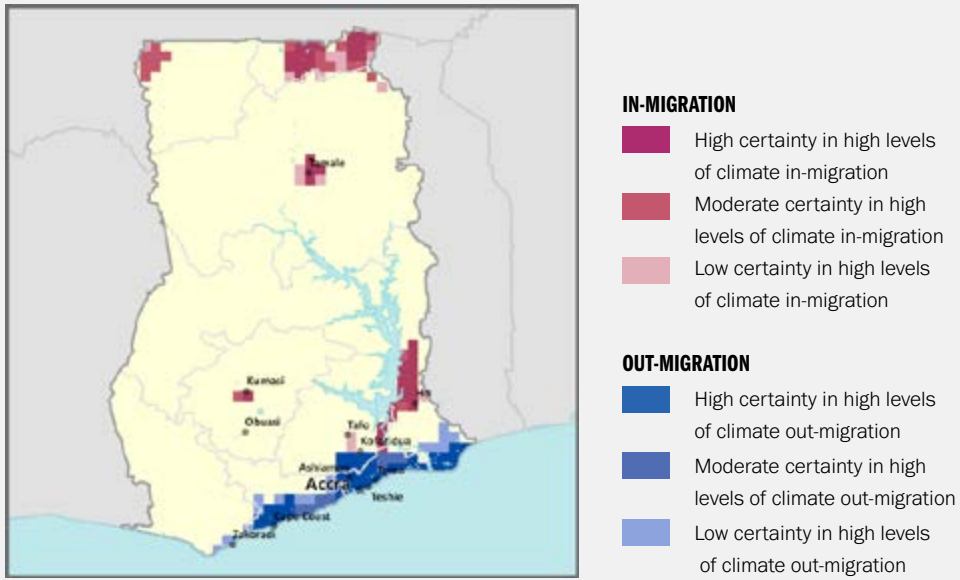 Tamale
Kumasi
Obuasi
Tafo
Koforidua
Accra
Teshie
Cape Coast
Takoradi
IN-MIGRATION
High certainty in high levels
of climate in-migration
Moderate certainty in high
levels of climate in-migration
Low certainty in high levels
of climate in-migration
OUT-MIGRATION
High certainty in high levels
of climate out-migration
Moderate certainty in high
levels of climate out-migration
Low certainty in high levels
of climate out-migration